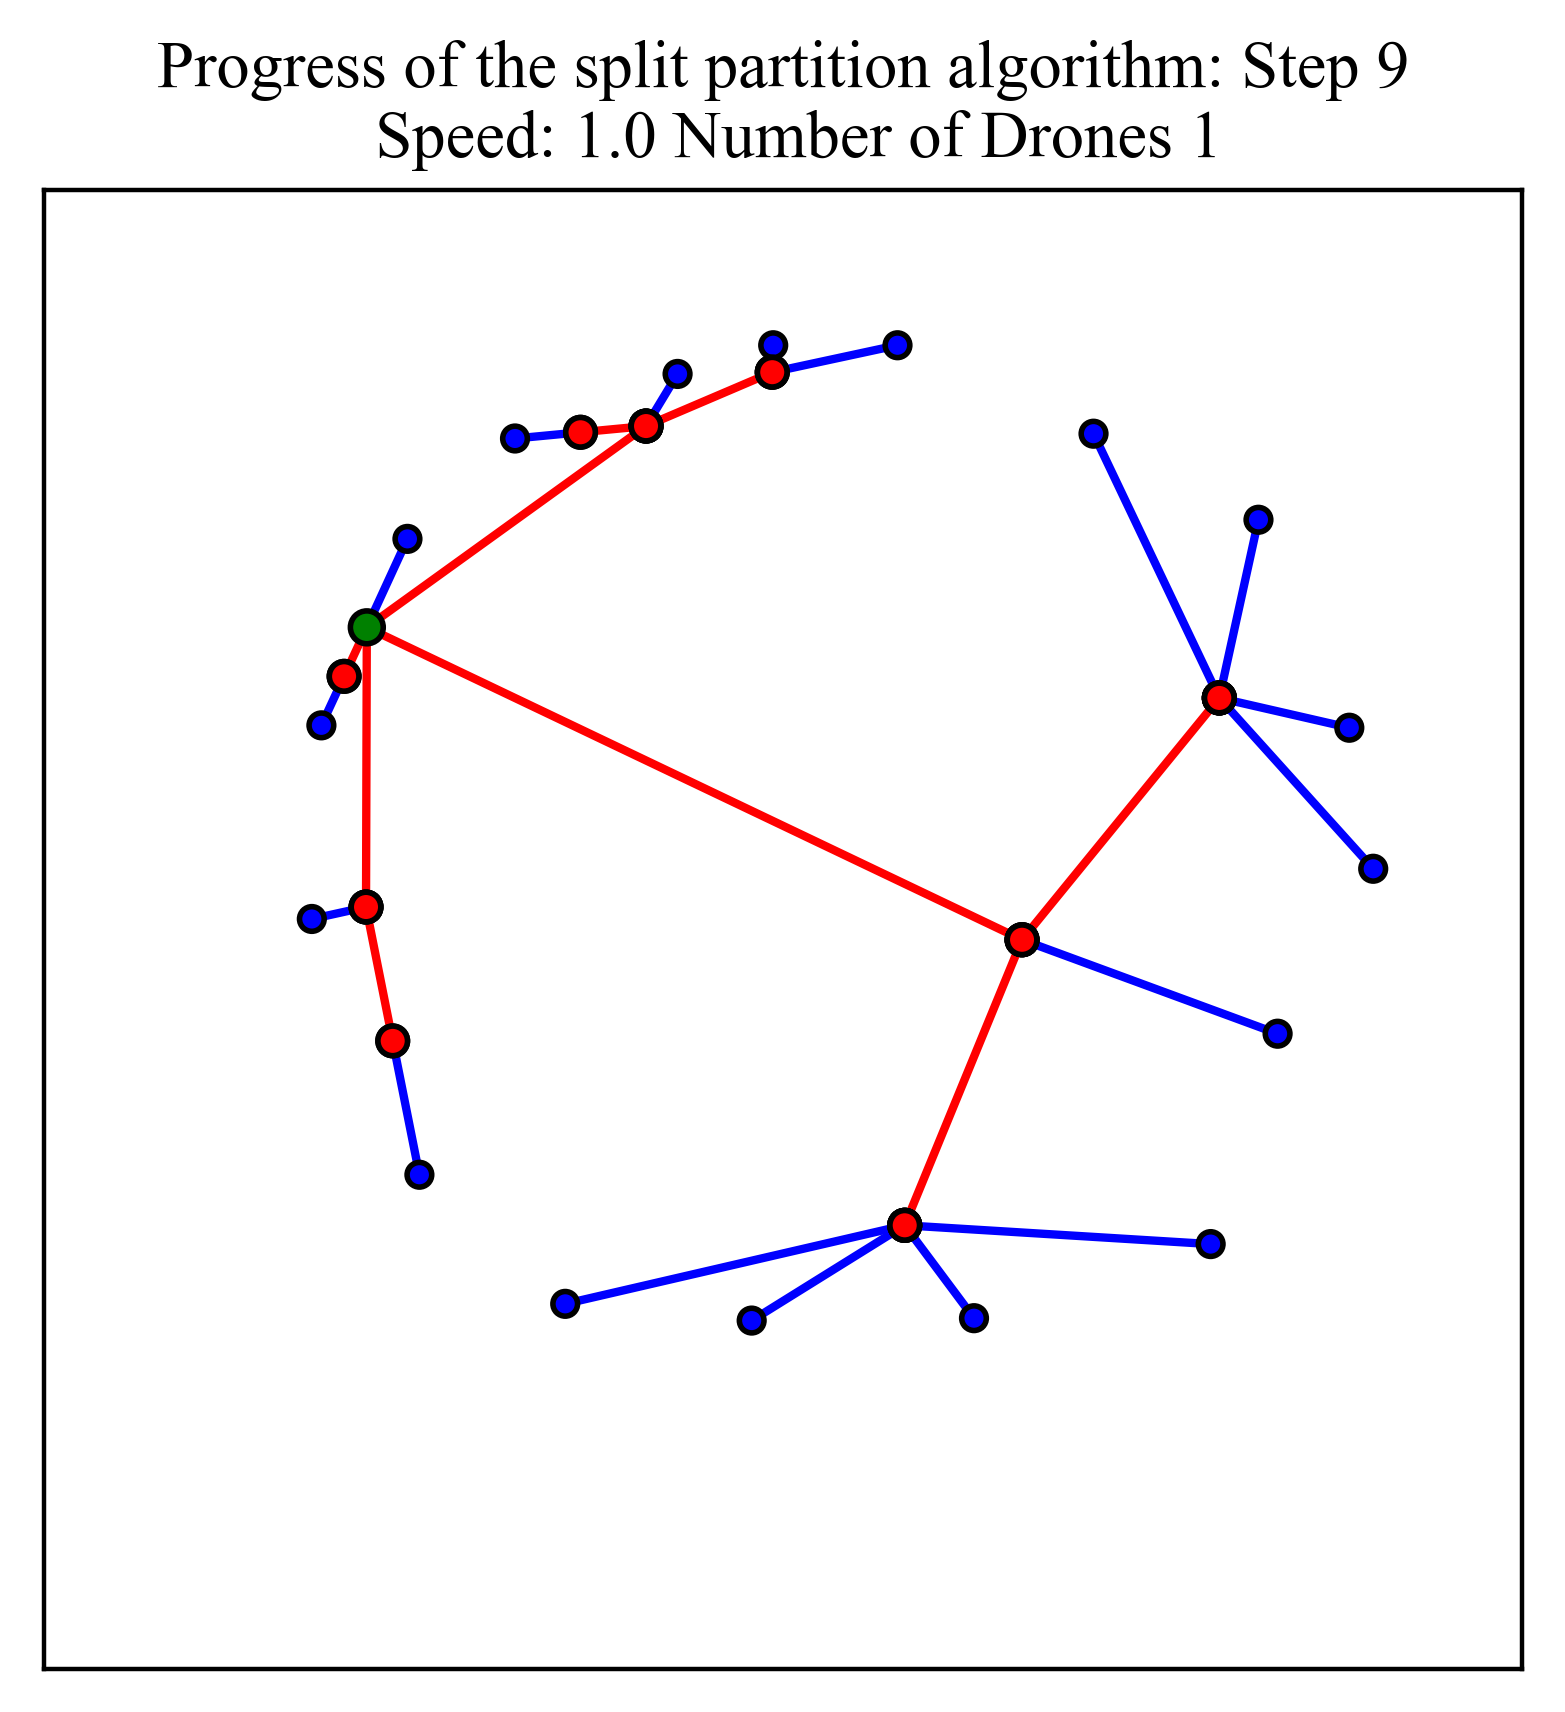 Progress of the split partition algorithm: Step 9
Speed: 1.0 Number of Drones 1